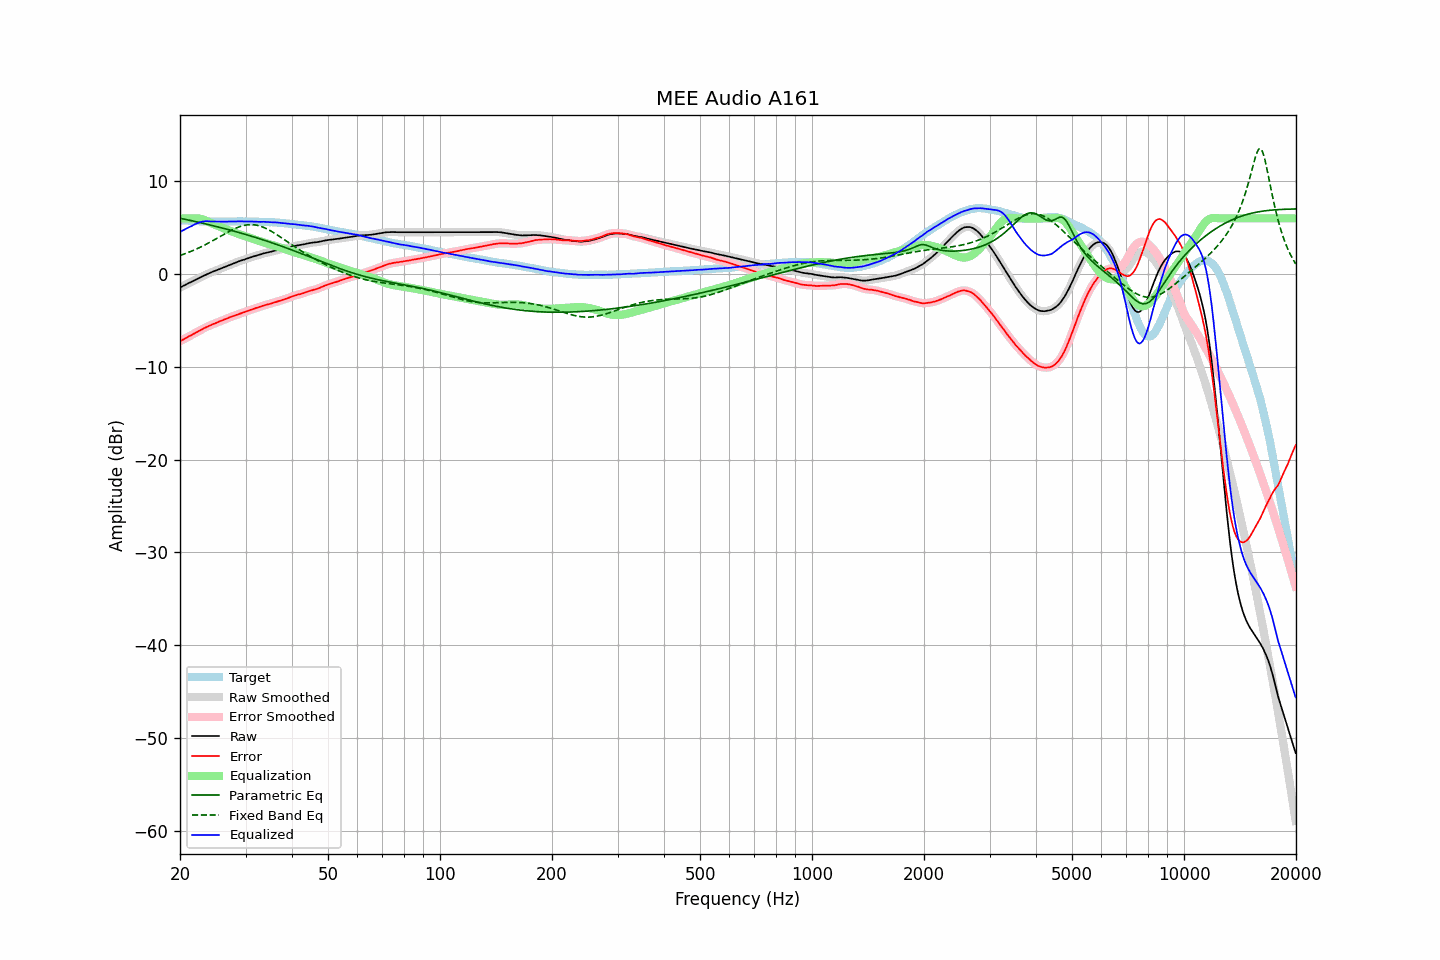 MEE Audio A161
10
0
−10
−20
−30
−40
−50
−60
Amplitude (dBr)
Target
Raw Smoothed
Error Smoothed
Raw
Error
Equalization
Parametric Eq
Fixed Band Eq
Equalized
20 50 100 200 500 1000 2000 5000 10000 20000
Frequency (Hz)